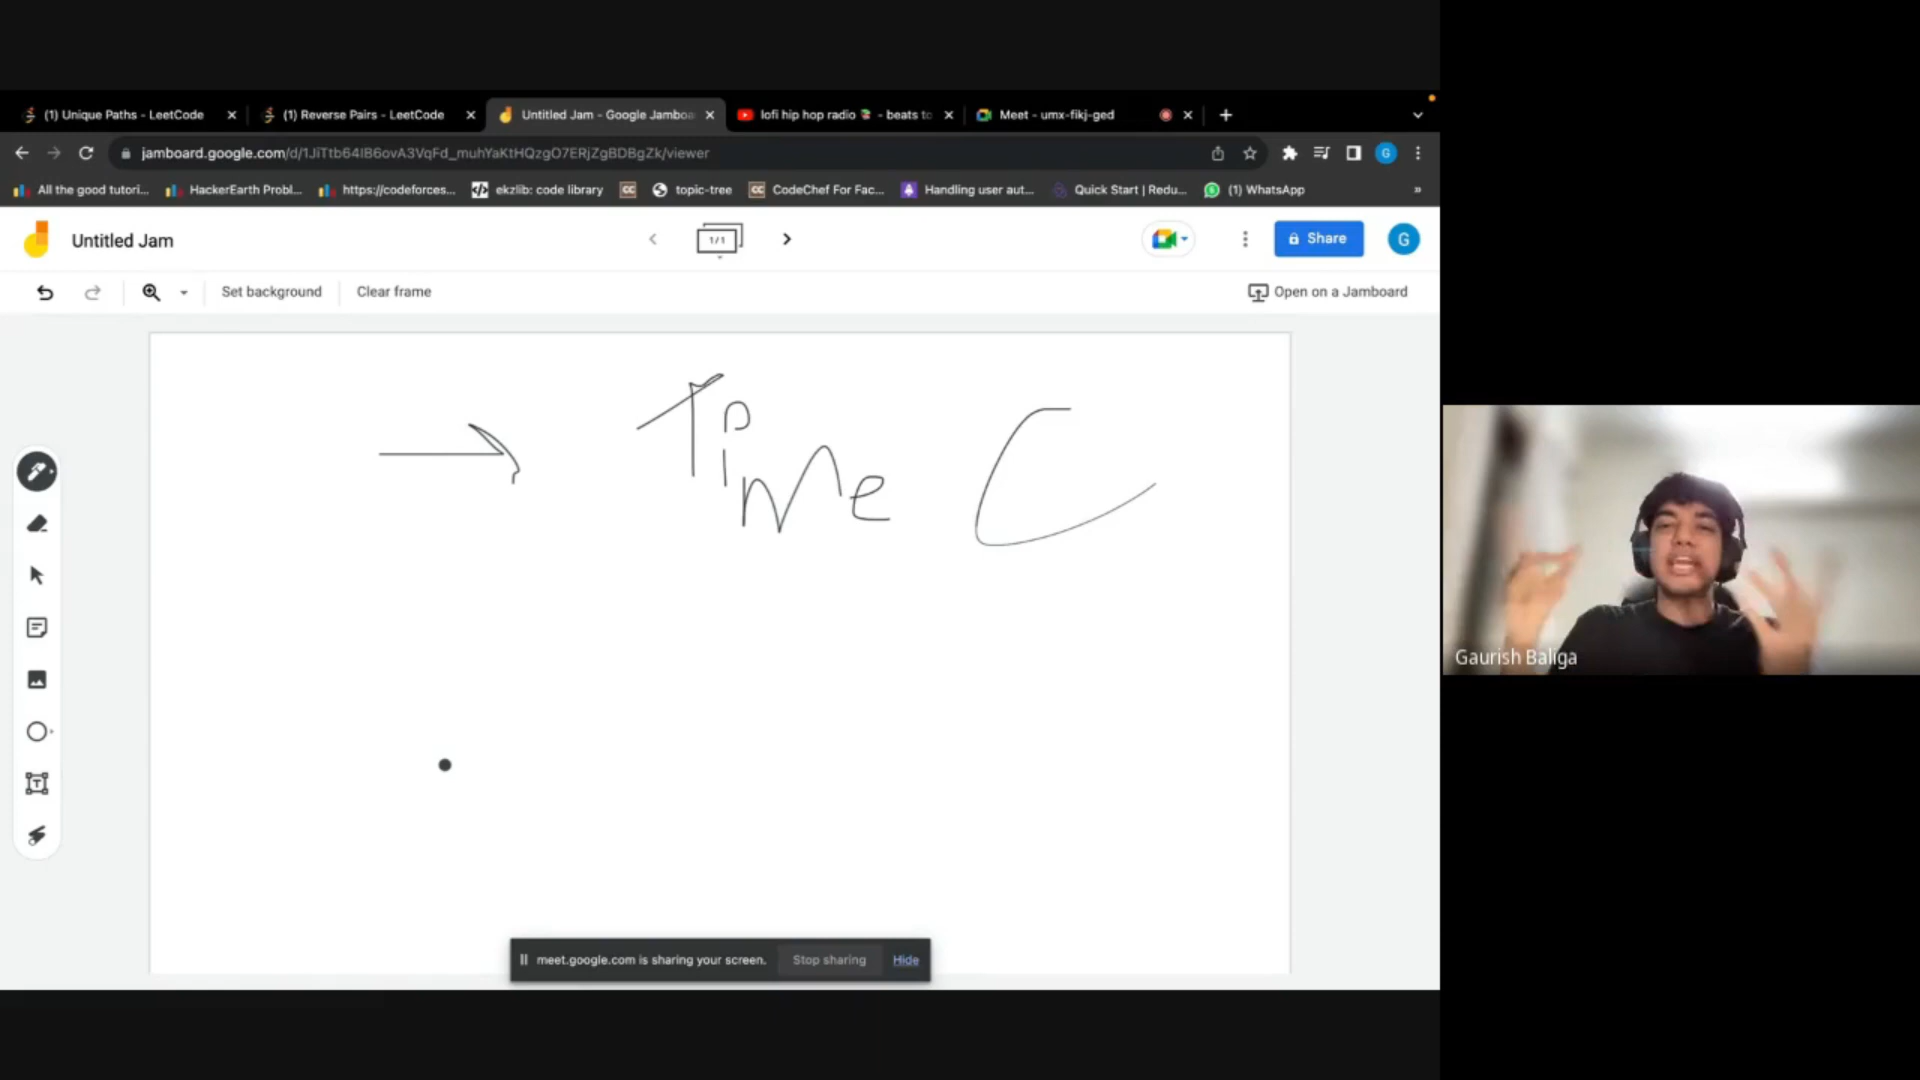 (1) Unique Paths - LeetCode
(1) Reverse Pairs - LeetCode
Untitled Jam - Google Jamboa
lofi hip hop radio - beats to
Meet - umx-fikj-ged
jamboard.google.com/d/1JiTtb64IB6ovA3VqFd_muhYaKtHQzgO7ERjZgBDBgZk/viewer
G
All the good tutori...
HackerEarth Probl...
https://codeforces...
ekzlib: code library
CC
topic-tree
CC
CodeChef For Fac...
Handling user aut...
Quick Start | Redu...
(1) WhatsApp
»
Untitled Jam
1/1
Share
G
Set background
Clear frame
Open on a Jamboard
TiMe C
Gaurish Baliga
meet.google.com is sharing your screen.
Stop sharing
Hide